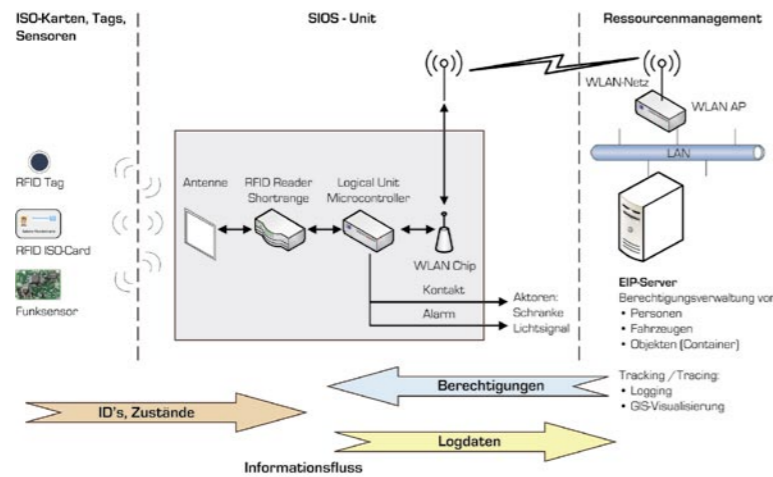 ISO-Karten, Tags,
Sensoren
SIOS - Unit
Ressourcenmanagement
WLAN-Netz
WLAN AP
LAN
RFID Tag
RFID ISO-Card
Funksensor
Antenne
RFID Reader
Shortrange
Logical Unit
Microcontroller
WLAN Chip
Kontakt
Alarm
Aktoren:
Schranke
Lichtsignal
EIP-Server
Berechtigungsverwaltung von
• Personen
• Fahrzeugen
• Objekten (Container)
Tracking / Tracing:
• Logging
• GIS-Visualisierung
Berechtigungen
ID's, Zustände
Logdaten
Informationsfluss